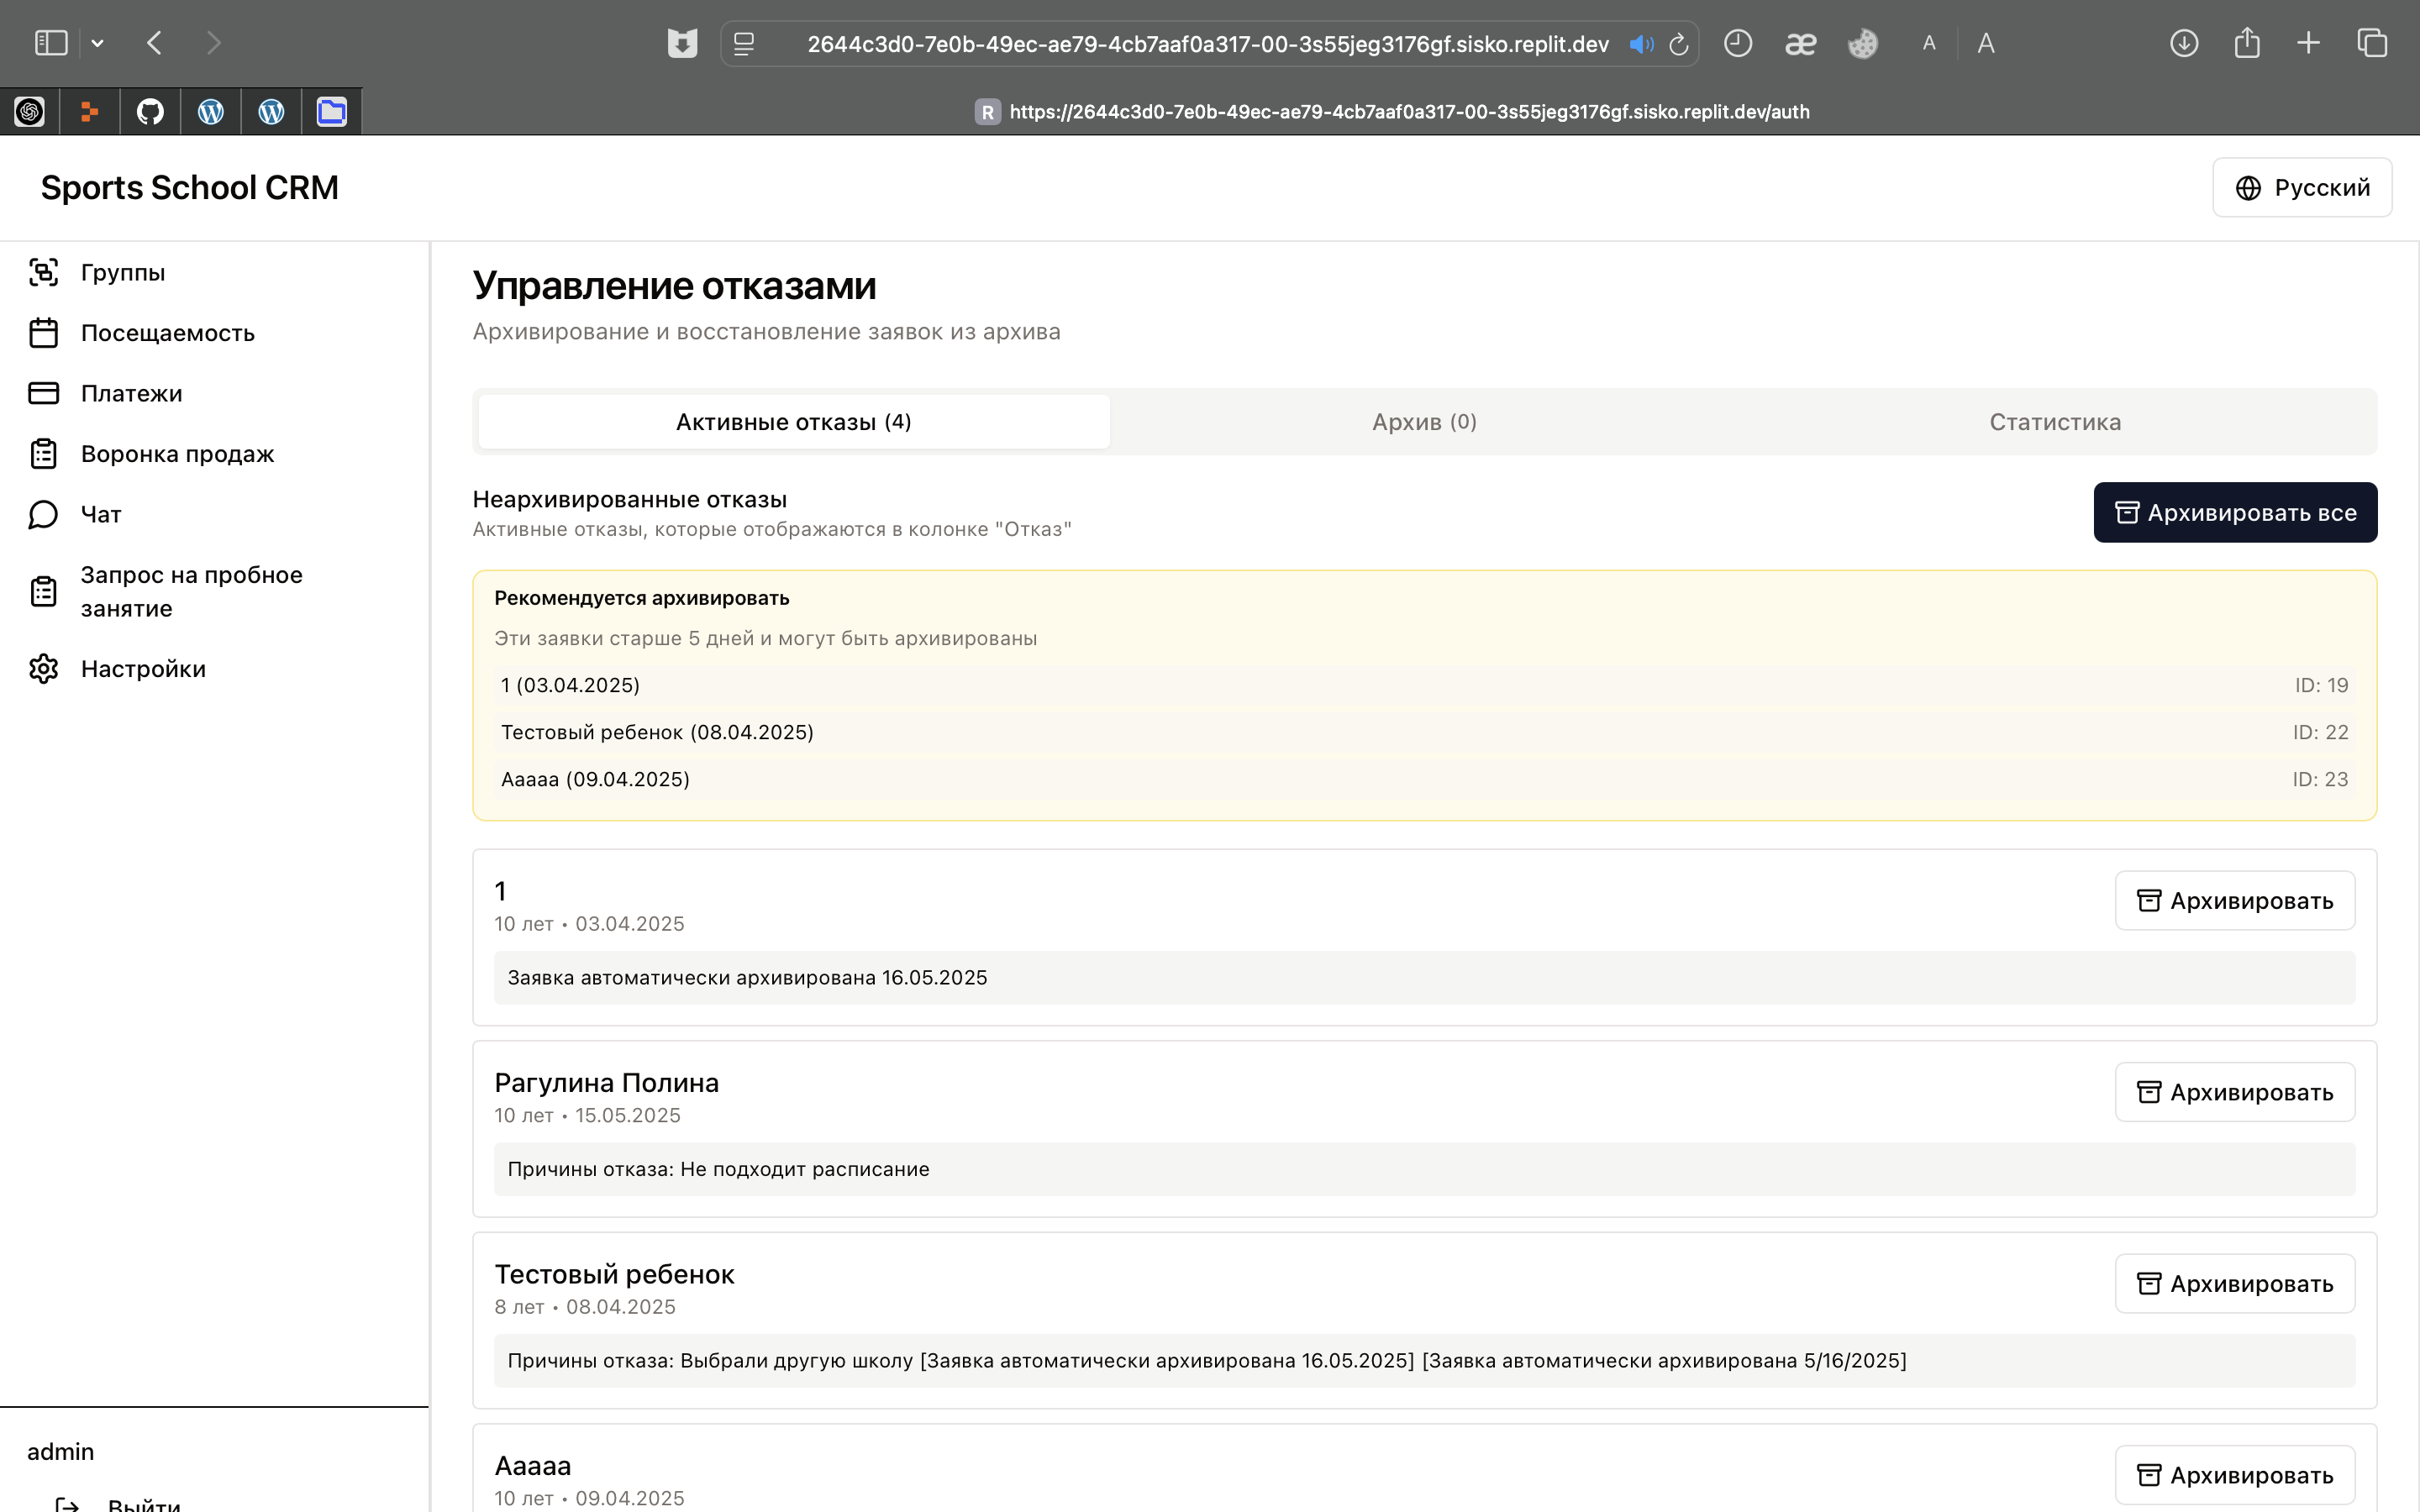 2644c3d0-7e0b-49ec-ae79-4cb7aaf0a317-00-3s55jeg3176gf.sisko.replit.dev
æ
A A
R https://2644c3d0-7e0b-49ec-ae79-4cb7aaf0a317-00-3s55jeg3176gf.sisko.replit.dev/auth
Sports School CRM
Русский
Группы
Посещаемость
Платежи
Воронка продаж
Чат
Запрос на пробное
занятие
Настройки
admin
Выйти
Управление отказами
Архивирование и восстановление заявок из архива
Активные отказы (4)
Архив (0)
Статистика
Неархивированные отказы
Активные отказы, которые отображаются в колонке "Отказ"
Архивировать все
Рекомендуется архивировать
Эти заявки старше 5 дней и могут быть архивированы
1 (03.04.2025) ID: 19
Тестовый ребенок (08.04.2025) ID: 22
Ааааа (09.04.2025) ID: 23
1
10 лет • 03.04.2025
Архивировать
Заявка автоматически архивирована 16.05.2025
Рагулина Полина
10 лет • 15.05.2025
Архивировать
Причины отказа: Не подходит расписание
Тестовый ребенок
8 лет • 08.04.2025
Архивировать
Причины отказа: Выбрали другую школу [Заявка автоматически архивирована 16.05.2025] [Заявка автоматически архивирована 5/16/2025]
Ааааа
10 лет • 09.04.2025
Архивировать